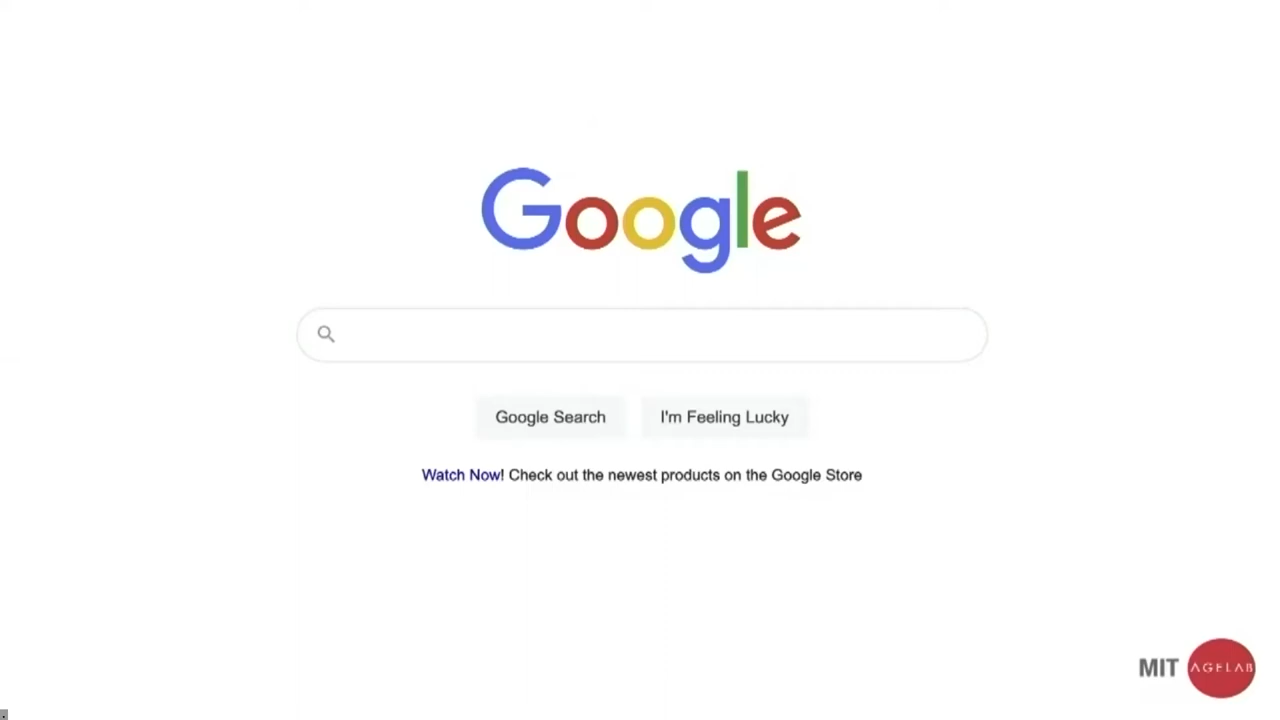 Google
Google Search
I'm Feeling Lucky
Watch Now! Check out the newest products on the Google Store
MIT AGELAB